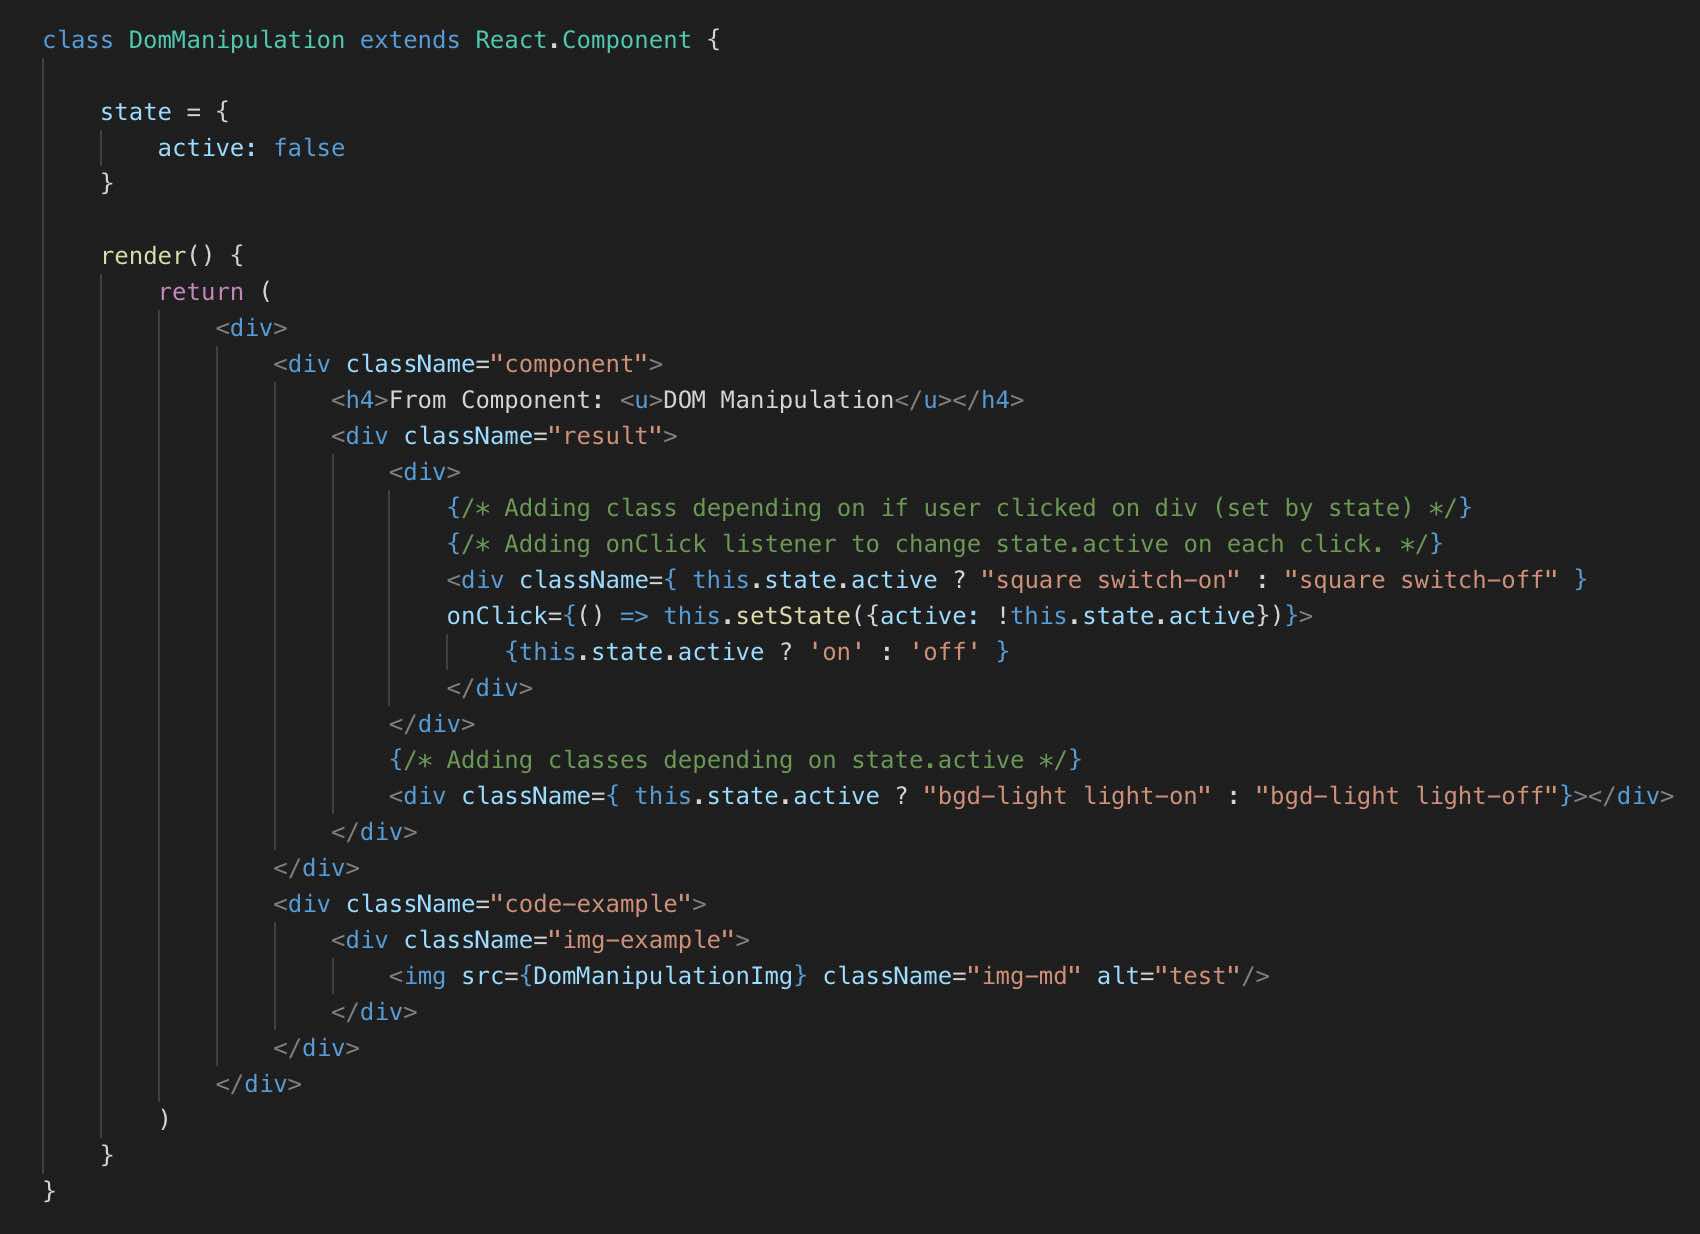 class DomManipulation extends React.Component {
state = {
active: false
}
render() {
return (
<div>
<div className="component">
<h4>From Component: <u>DOM Manipulation</u></h4>
<div className="result">
<div>
{/* Adding class depending on if user clicked on div (set by state) */}
{/* Adding onClick listener to change state.active on each click. */}
<div className={ this.state.active ? "square switch-on" : "square switch-off" }
onClick={() => this.setState({active: !this.state.active})}>
{this.state.active ? 'on' : 'off' }
</div>
</div>
{/* Adding classes depending on state.active */}
<div className={ this.state.active ? "bgd-light light-on" : "bgd-light light-off"}></div>
</div>
</div>
<div className="code-example">
<div className="img-example">
<img src={DomManipulationImg} className="img-md" alt="test"/>
</div>
</div>
</div>
)
}
}